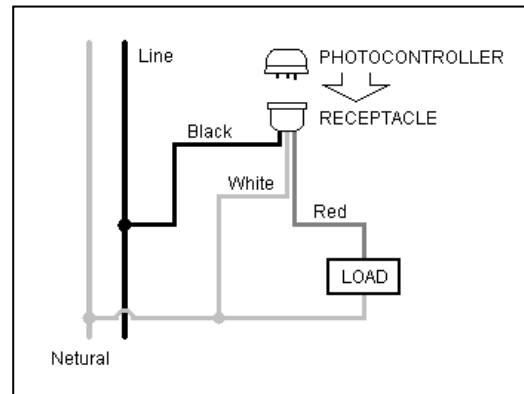 Line
PHOTOCONTROLLER
RECEPTACLE
Black
White
Red
LOAD
Netural